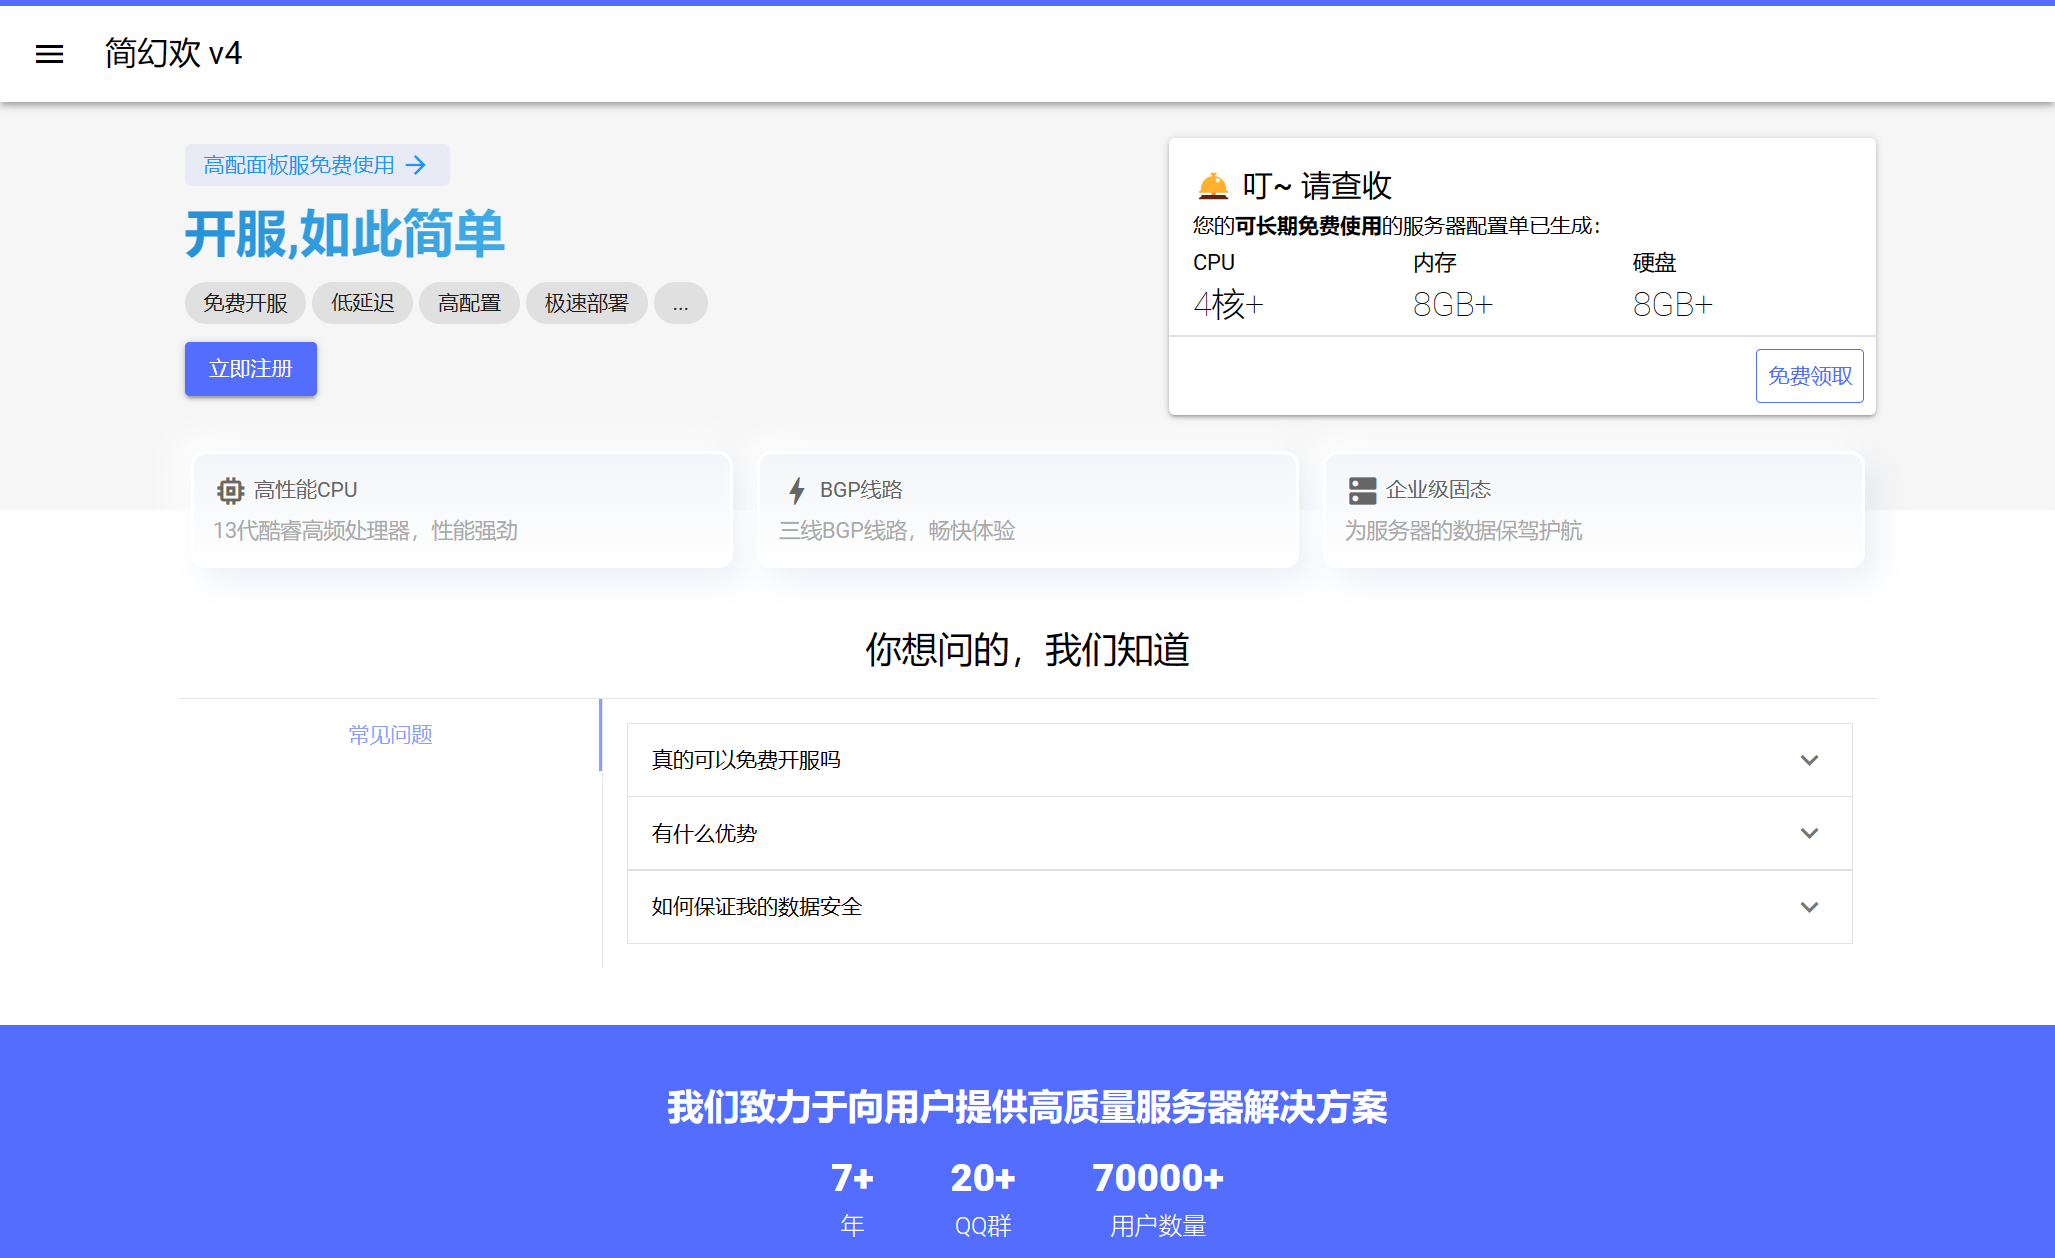 简幻欢 v4
高配面板服免费使用
开服,如此简单
免费开服 低延迟 高配置 极速部署 ...
立即注册
叮~ 请查收
您的可长期免费使用的服务器配置单已生成：
CPU 内存 硬盘
4核+ 8GB+ 8GB+
免费领取
高性能CPU
13代酷睿高频处理器，性能强劲
BGP线路
三线BGP线路，畅快体验
企业级固态
为服务器的数据保驾护航
你想问的，我们知道
常见问题
真的可以免费开服吗
有什么优势
如何保证我的数据安全
我们致力于向用户提供高质量服务器解决方案
7+ 20+ 70000+
年 QQ群 用户数量